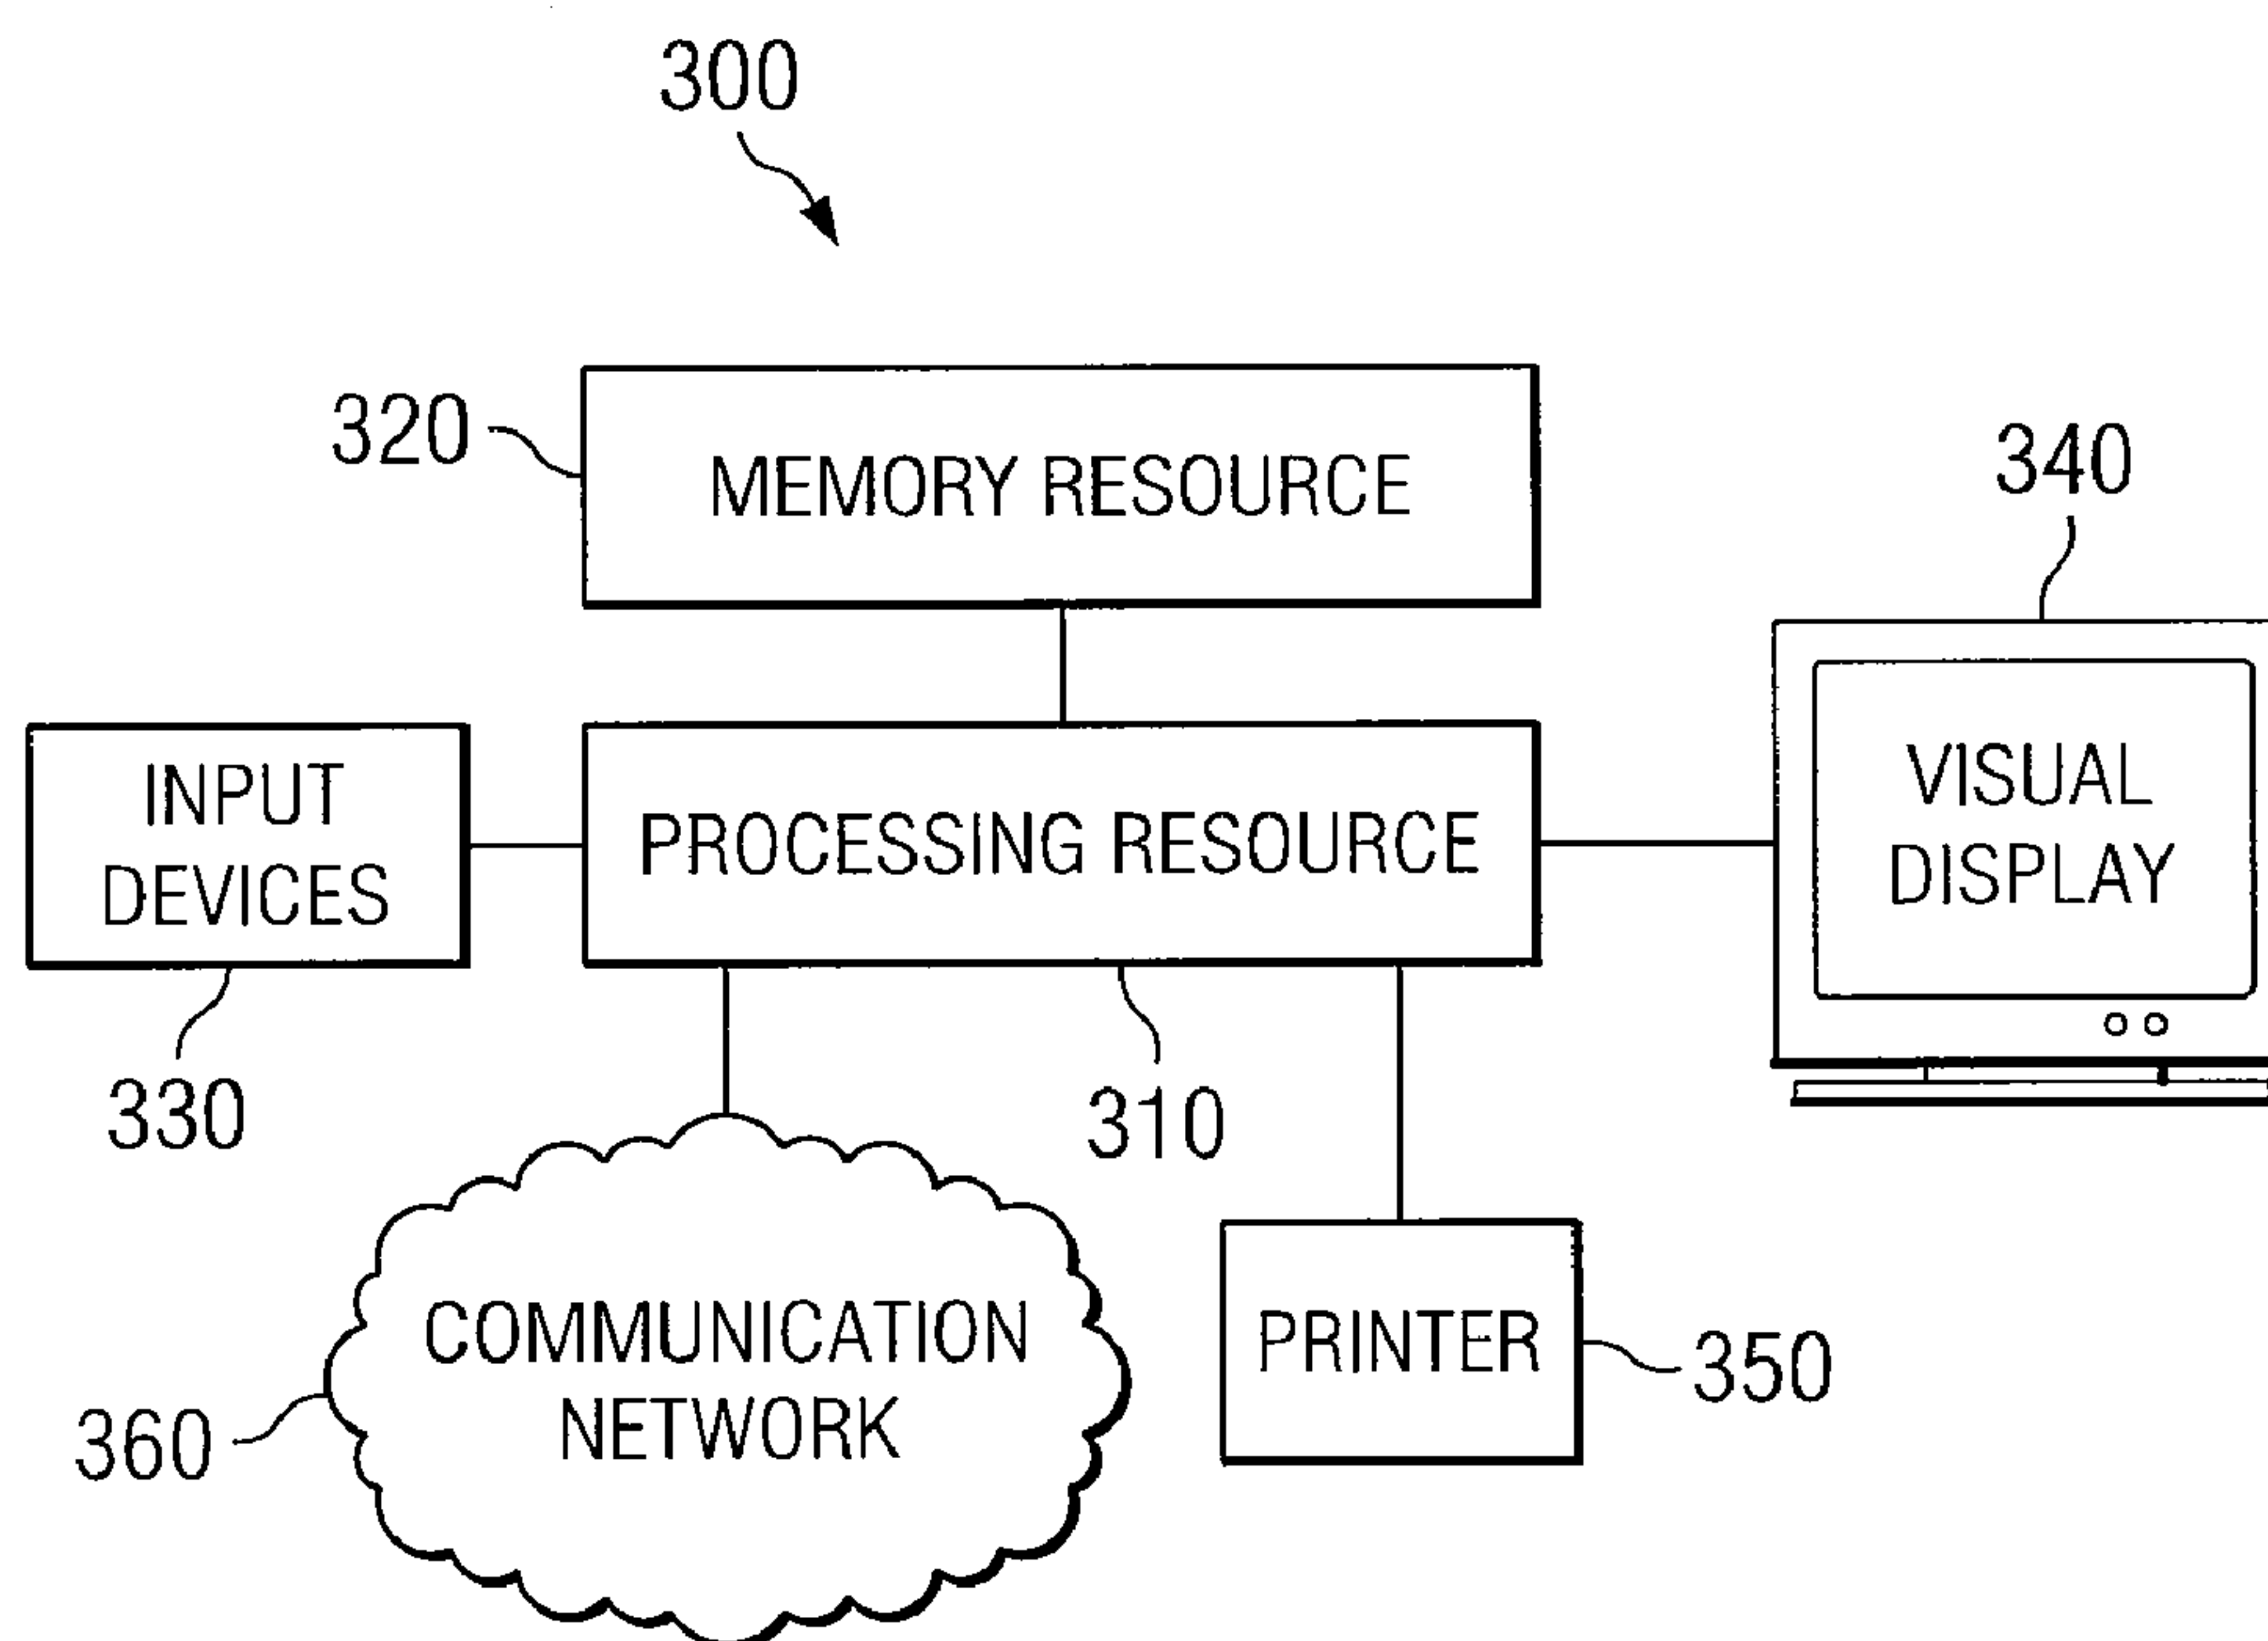 300
320
MEMORY RESOURCE
340
INPUT
DEVICES
PROCESSING RESOURCE
VISUAL
DISPLAY
330
310
COMMUNICATION
NETWORK
PRINTER
350
360